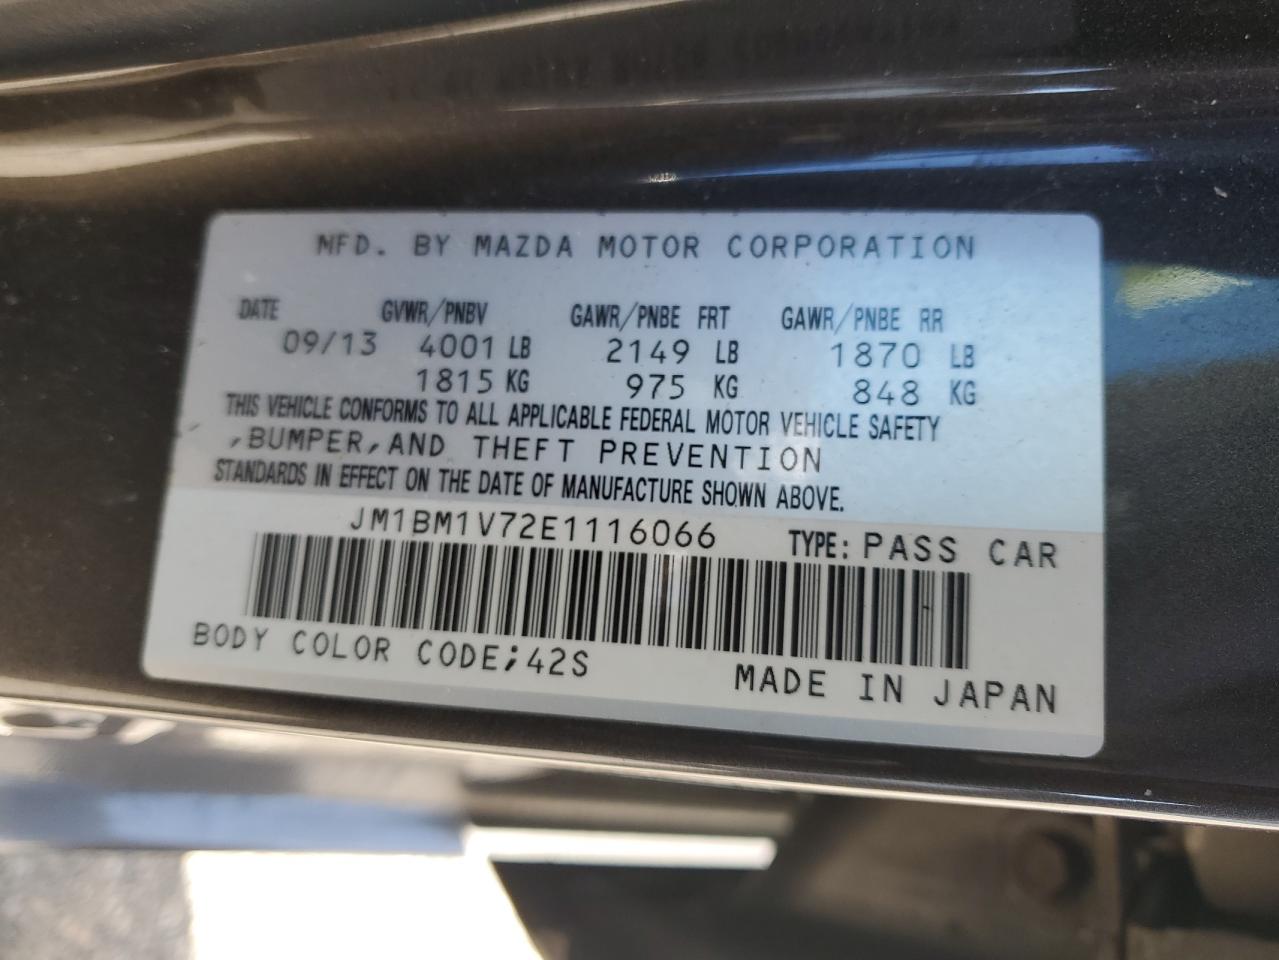 MFD. BY MAZDA MOTOR CORPORATION
DATE GVWR/PNBV GAWR/PNBE FRT GAWR/PNBE RR
09/13 4001 LB 2149 LB 1870 LB
1815 KG 975 KG 848 KG
THIS VEHICLE CONFORMS TO ALL APPLICABLE FEDERAL MOTOR VEHICLE SAFETY
,BUMPER,AND THEFT PREVENTION
STANDARDS IN EFFECT ON THE DATE OF MANUFACTURE SHOWN ABOVE.
JM1BM1V72E1116066 TYPE: PASS CAR
BODY COLOR CODE;42S
MADE IN JAPAN